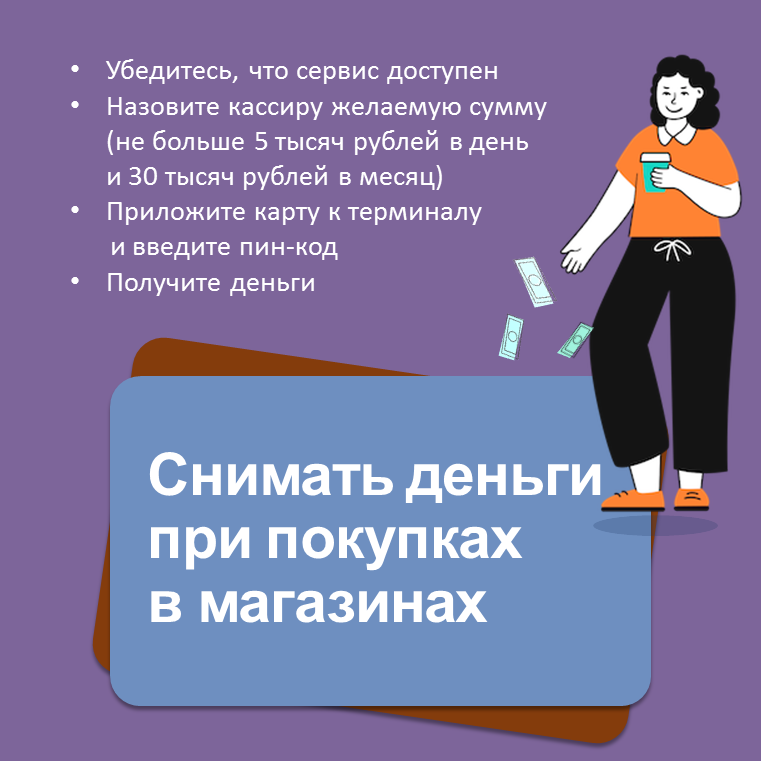 • Убедитесь, что сервис доступен
• Назовите кассиру желаемую сумму
(не больше 5 тысяч рублей в день
и 30 тысяч рублей в месяц)
• Приложите карту к терминалу
и введите пин-код
• Получите деньги
Снимать деньги
при покупках
в магазинах